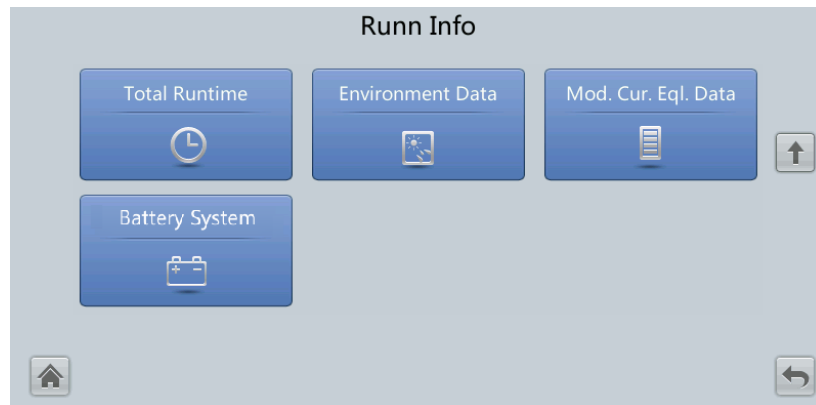 Runn Info
Total Runtime
Environment Data
Mod. Cur. Eql. Data
Battery System